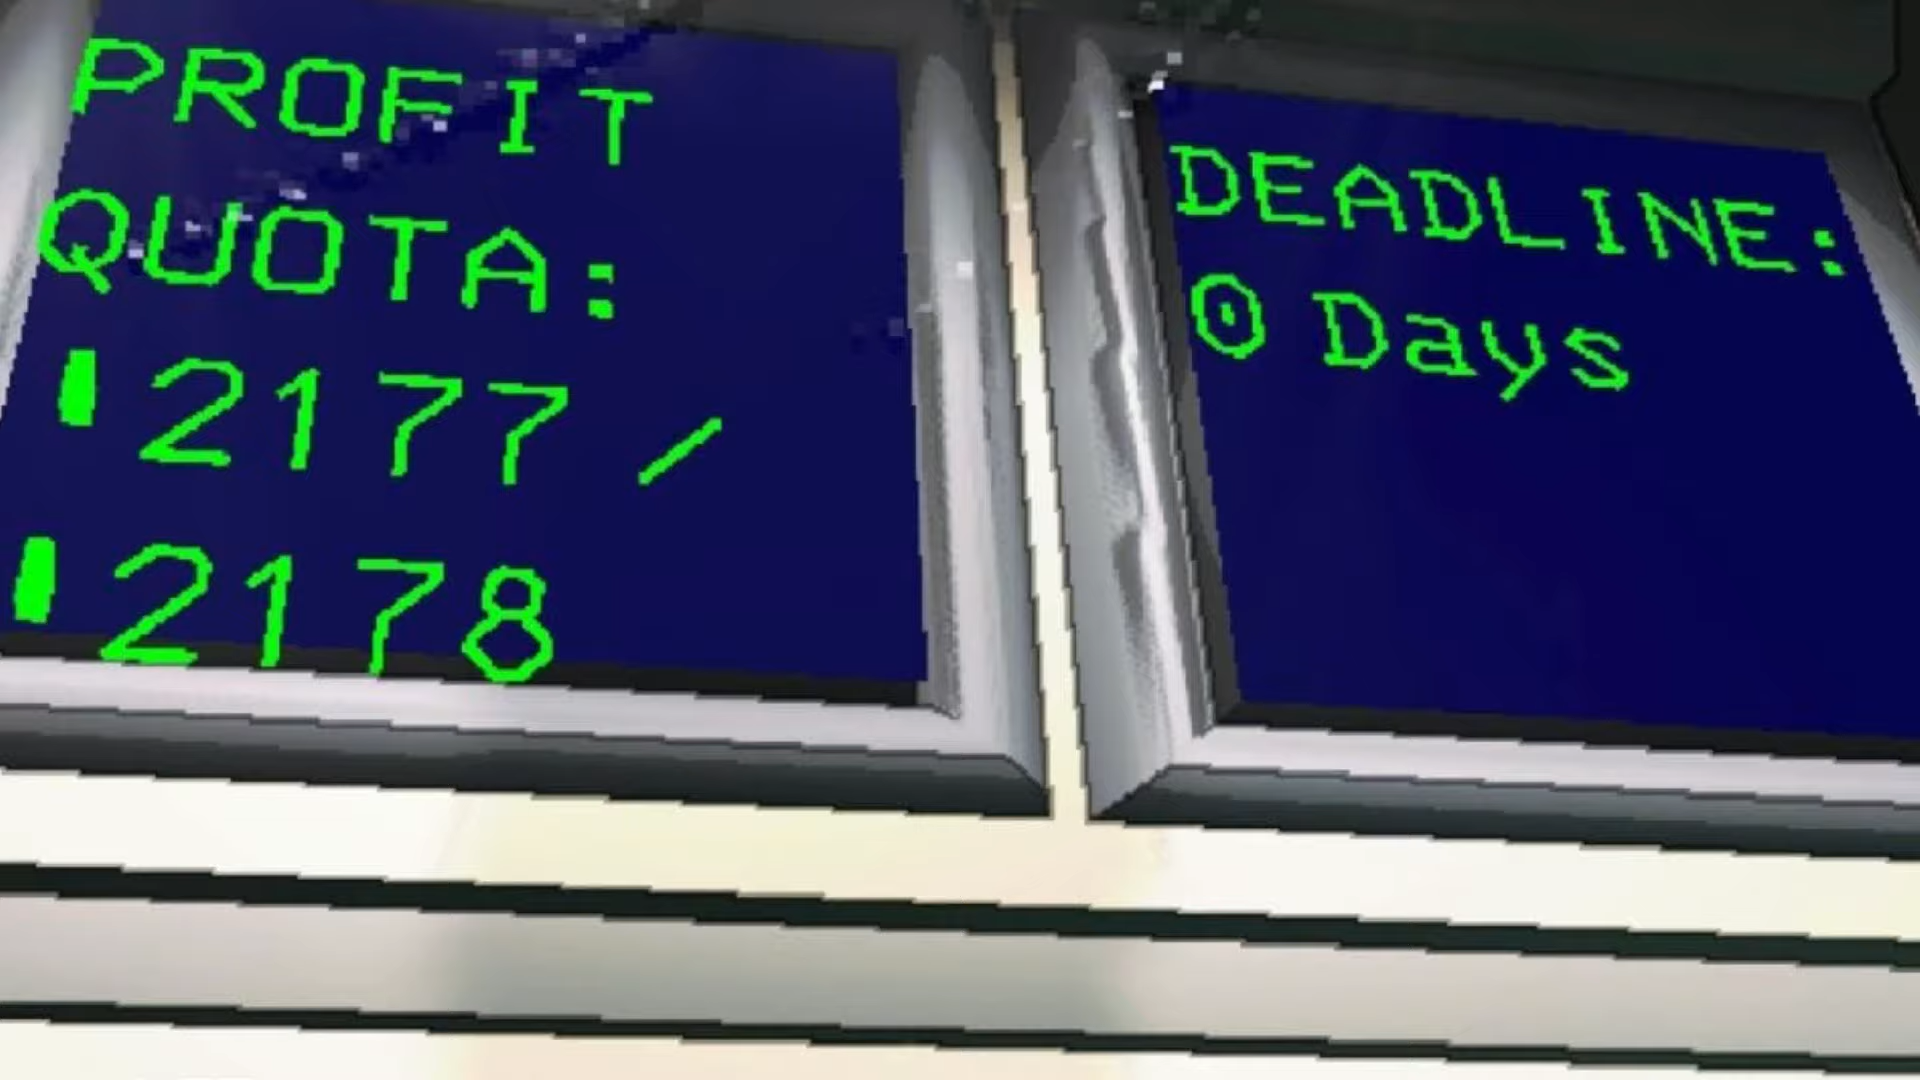 PROFIT
QUOTA:
▮2177 /
▮2178
DEADLINE:
0 Days